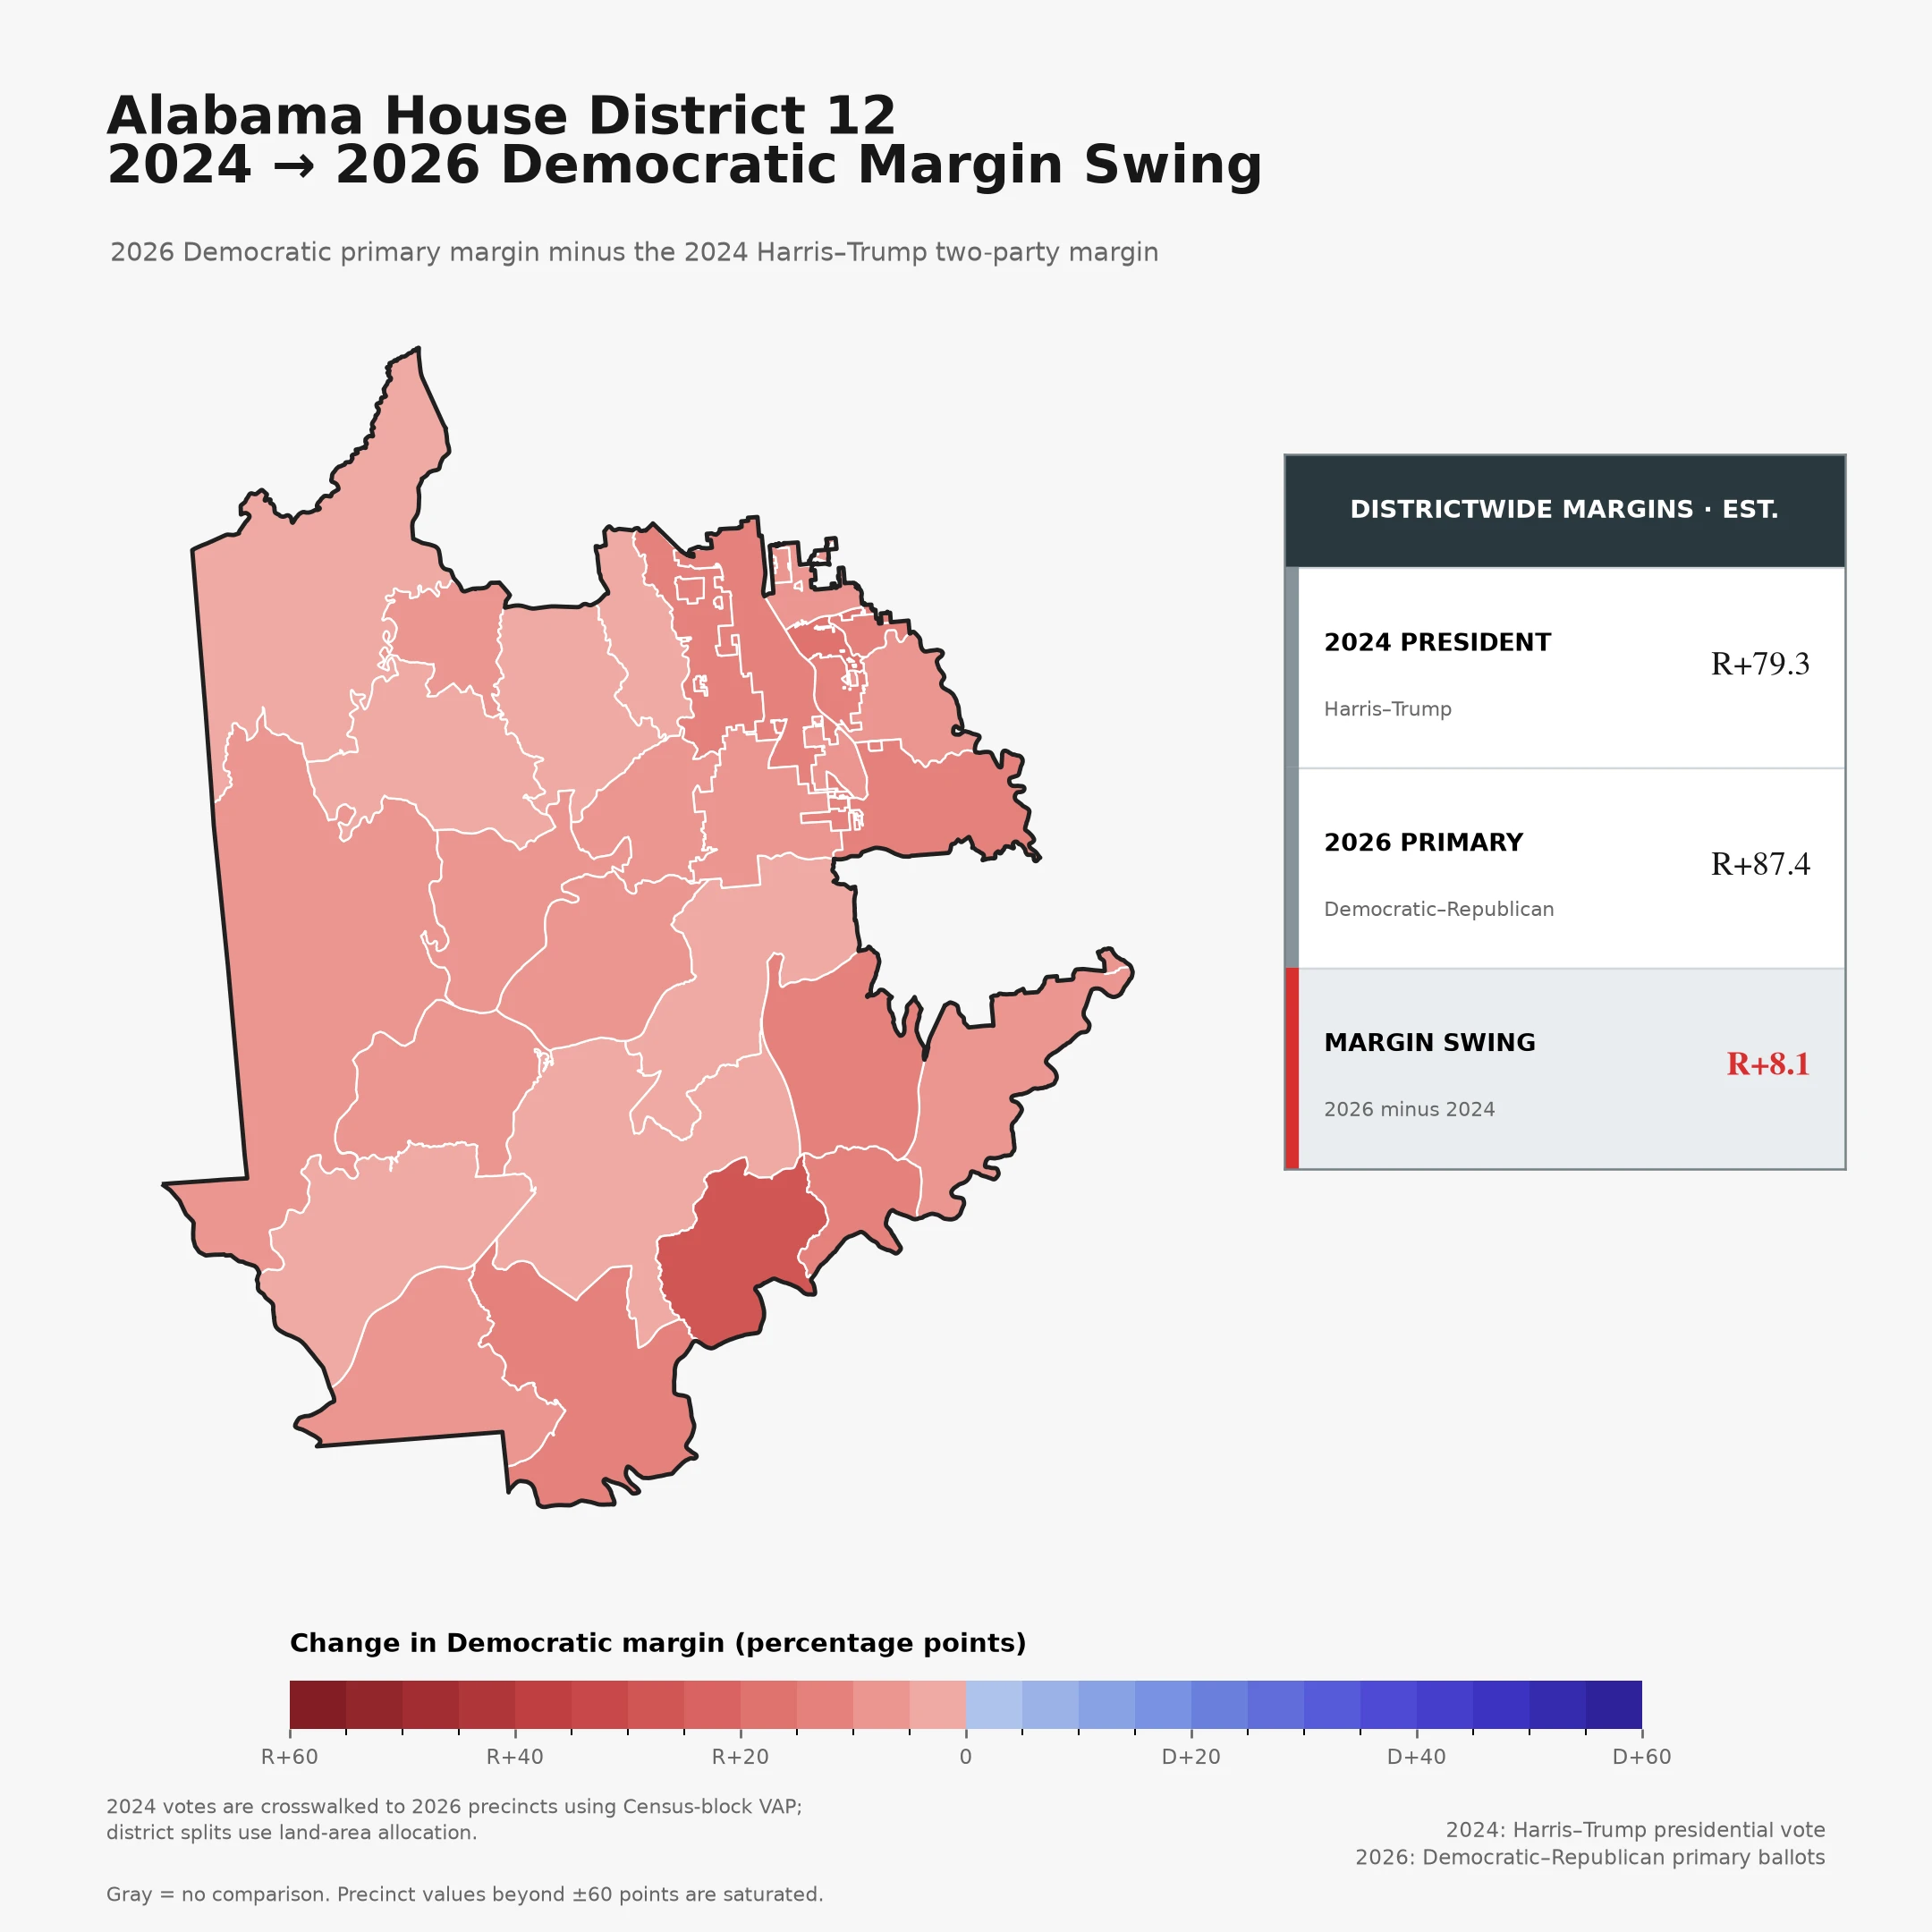 Alabama House District 12
2024 → 2026 Democratic Margin Swing
2026 Democratic primary margin minus the 2024 Harris–Trump two-party margin
DISTRICTWIDE MARGINS · EST.
2024 PRESIDENT
R+79.3
Harris–Trump
2026 PRIMARY
R+87.4
Democratic–Republican
MARGIN SWING
R+8.1
2026 minus 2024
Change in Democratic margin (percentage points)
R+60 R+40 R+20 0 D+20 D+40 D+60
2024 votes are crosswalked to 2026 precincts using Census-block VAP;
district splits use land-area allocation.
Gray = no comparison. Precinct values beyond ±60 points are saturated.
2024: Harris–Trump presidential vote
2026: Democratic–Republican primary ballots